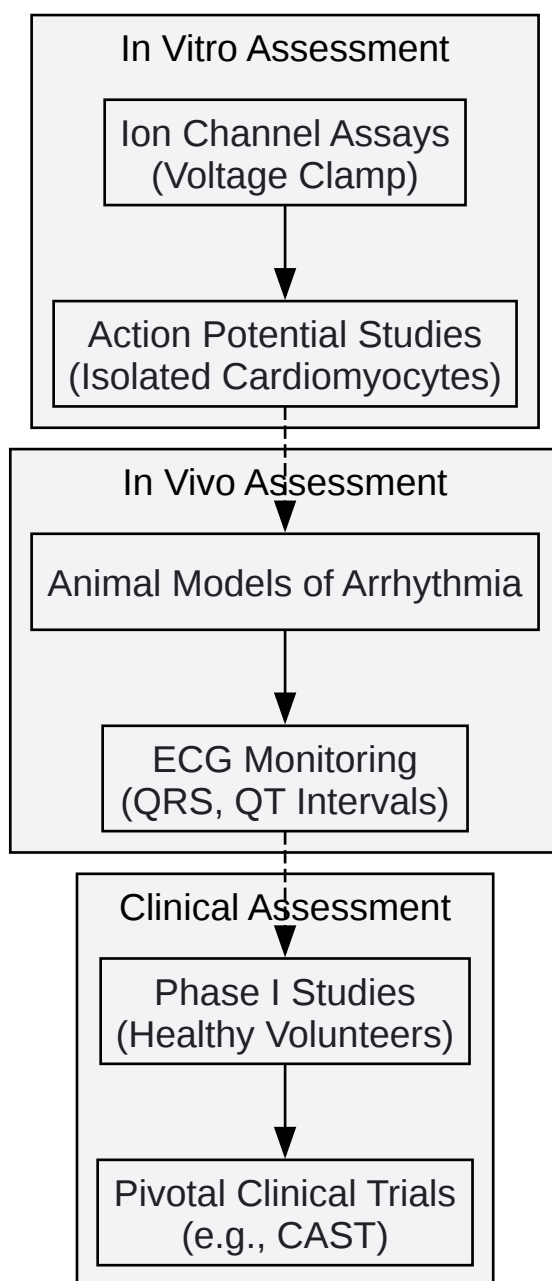 In Vitro Assessment
Ion Channel Assays
(Voltage Clamp)
Action Potential Studies
(Isolated Cardiomyocytes)
In Vivo Assessment
Animal Models of Arrhythmia
ECG Monitoring
(QRS, QT Intervals)
Clinical Assessment
Phase I Studies
(Healthy Volunteers)
Pivotal Clinical Trials
(e.g., CAST)